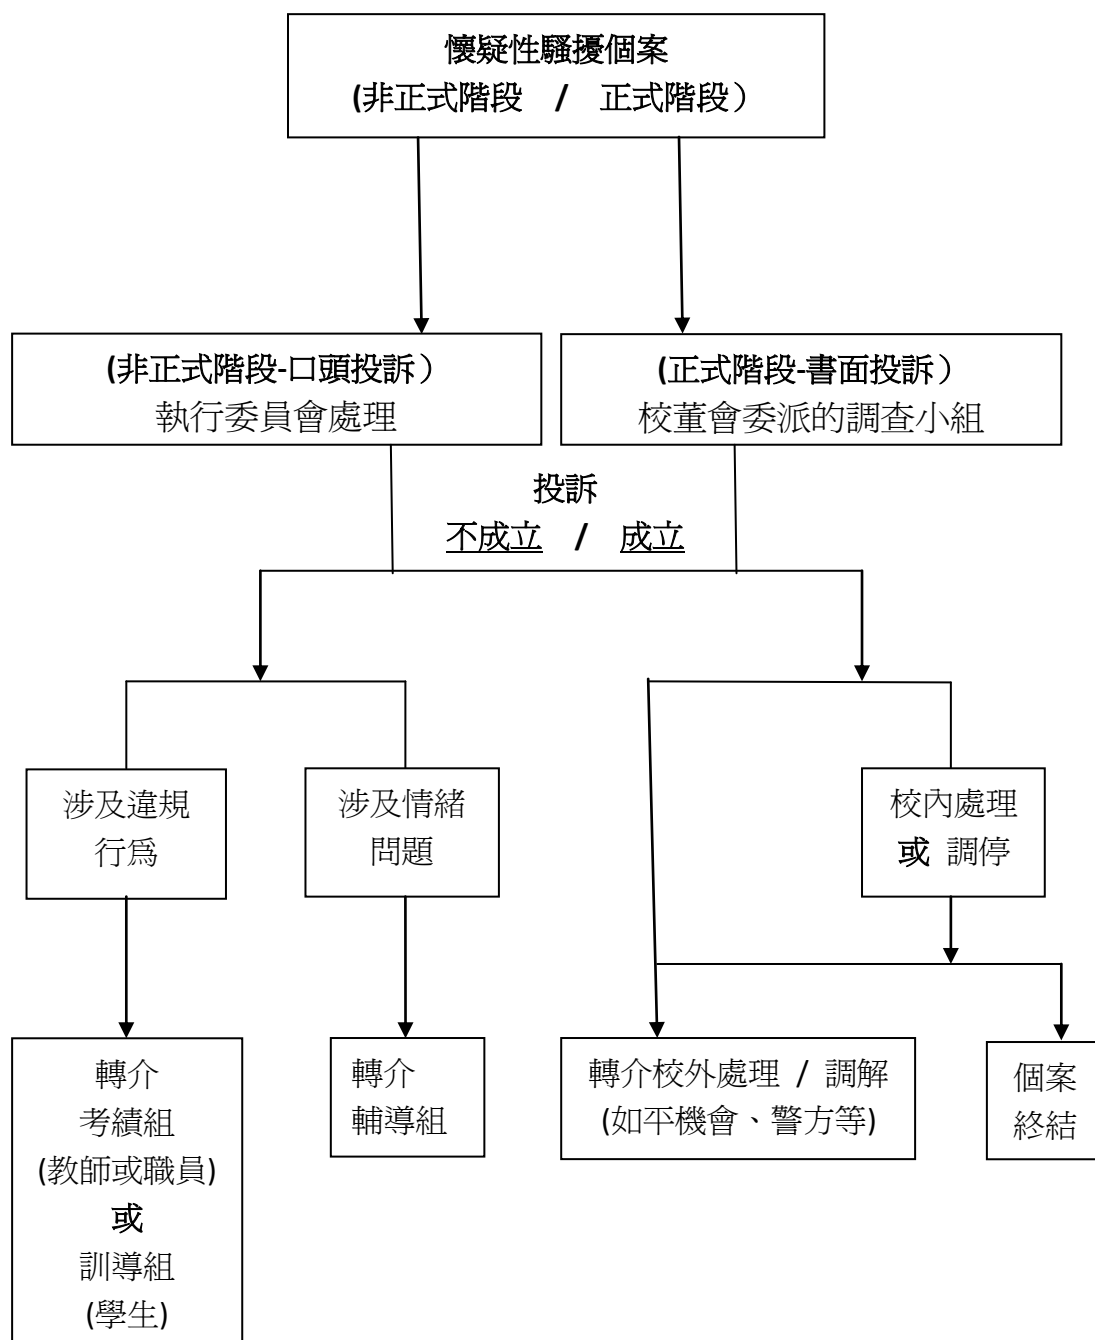 懷疑性騷擾個案
(非正式階段 / 正式階段)
(非正式階段-口頭投訴)
執行委員會處理
(正式階段-書面投訴)
校董會委派的調查小組
投訴
不成立 / 成立
涉及違規
行為
涉及情緒
問題
校內處理
或 調停
轉介
考績組
(教師或職員)
或
訓導組
(學生)
轉介
輔導組
轉介校外處理 / 調解
(如平機會、警方等)
個案
終結